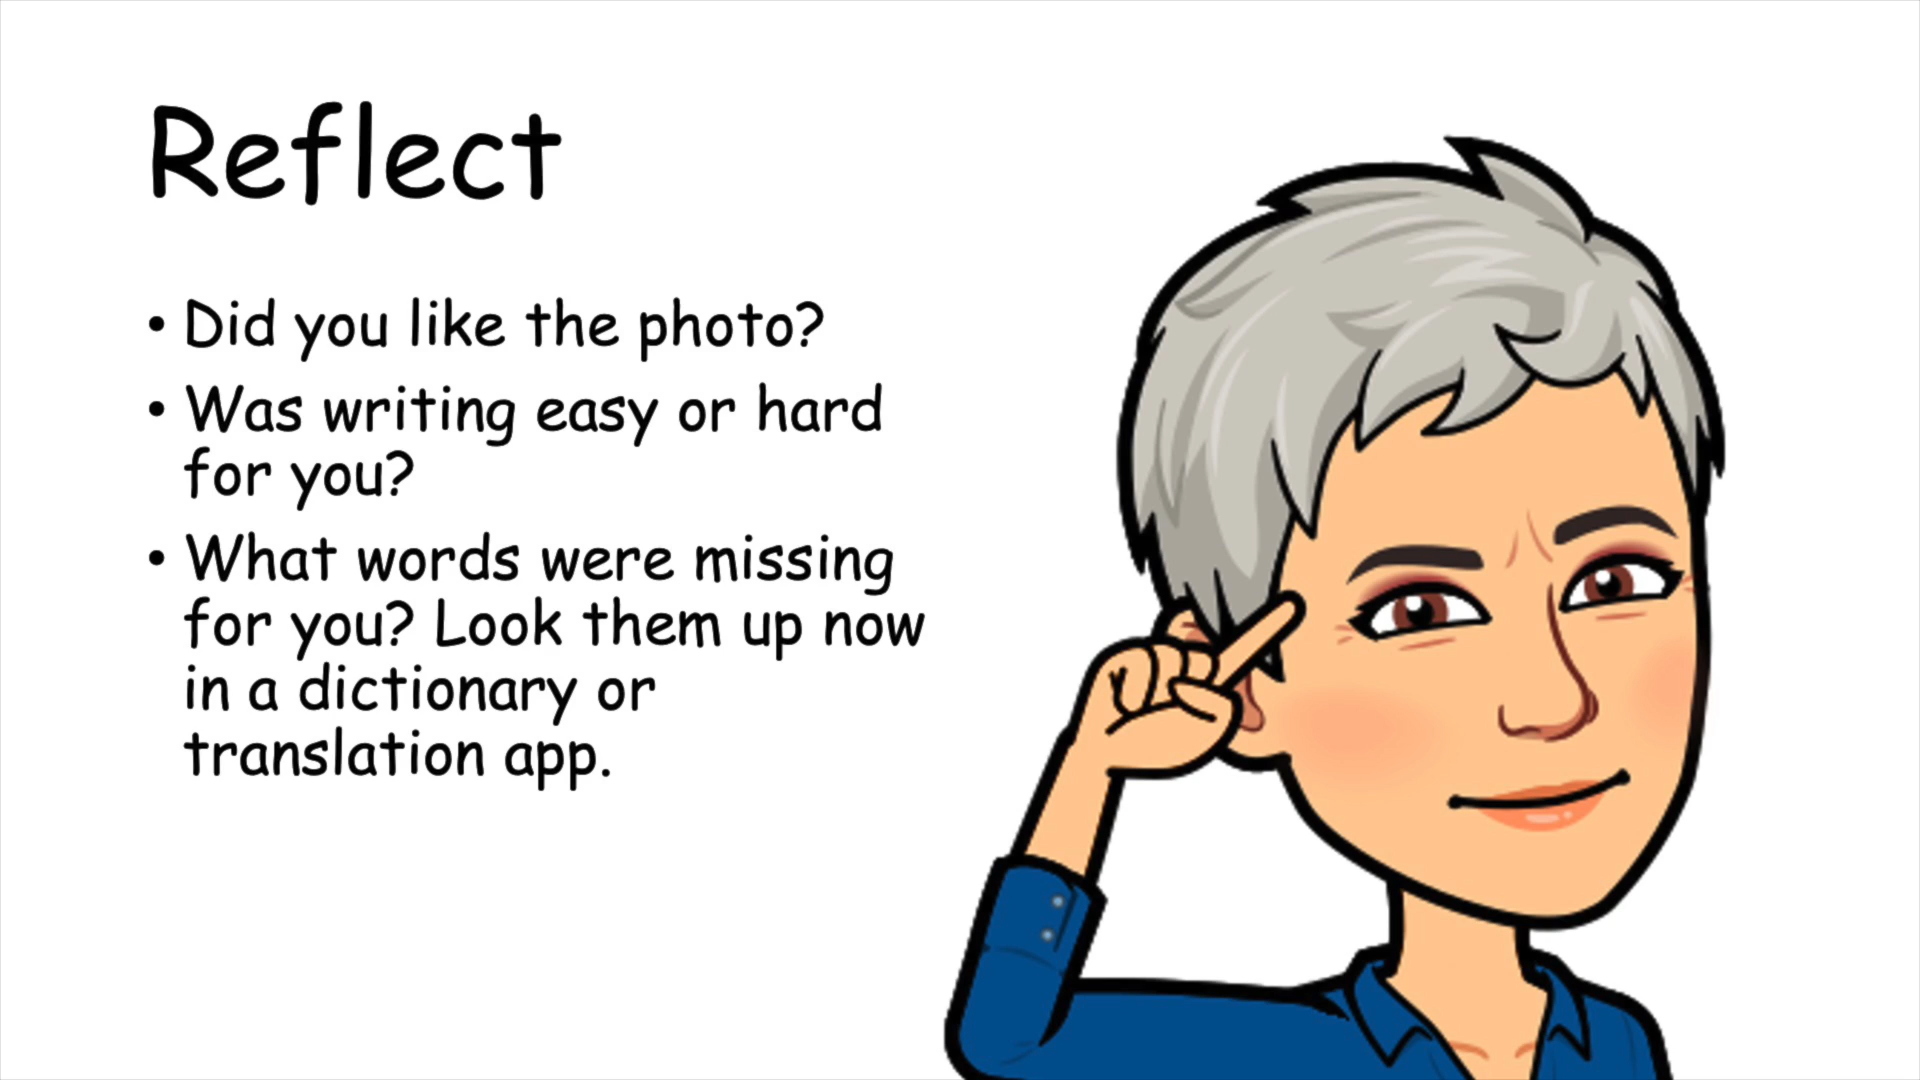 Reflect
• Did you like the photo?
• Was writing easy or hard
for you?
• What words were missing
for you? Look them up now
in a dictionary or
translation app.